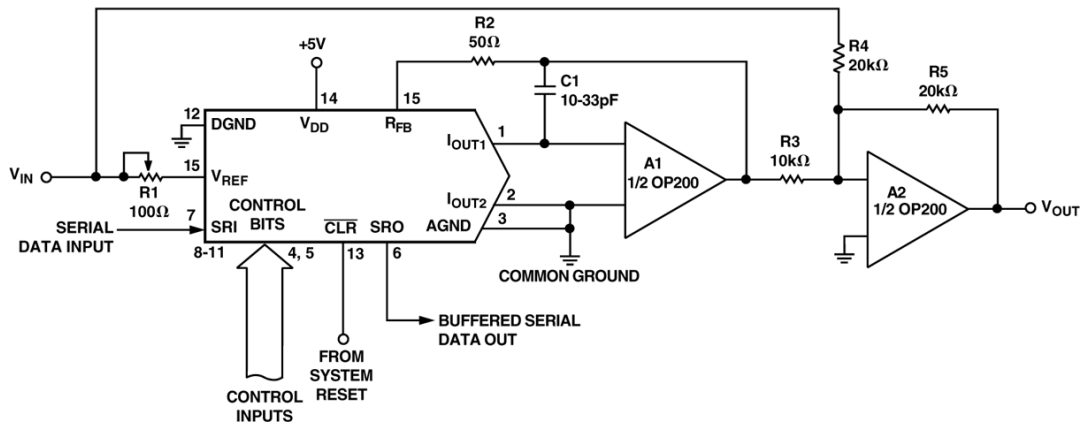 +5V
R2
50Ω
R4
20kΩ
R5
20kΩ
C1
10-33pF
12
14
15
DGND
VDD
RFB
IOUT1
1
A1
1/2 OP200
R3
10kΩ
VIN
15
VREF
R1
100Ω
CONTROL
BITS
IOUT2
2
A2
1/2 OP200
VOUT
7
SERIAL
DATA INPUT
SRI
CLR
SRO
AGND
3
8-11
4, 5
13
6
COMMON GROUND
BUFFERED SERIAL
DATA OUT
FROM
SYSTEM
RESET
CONTROL
INPUTS